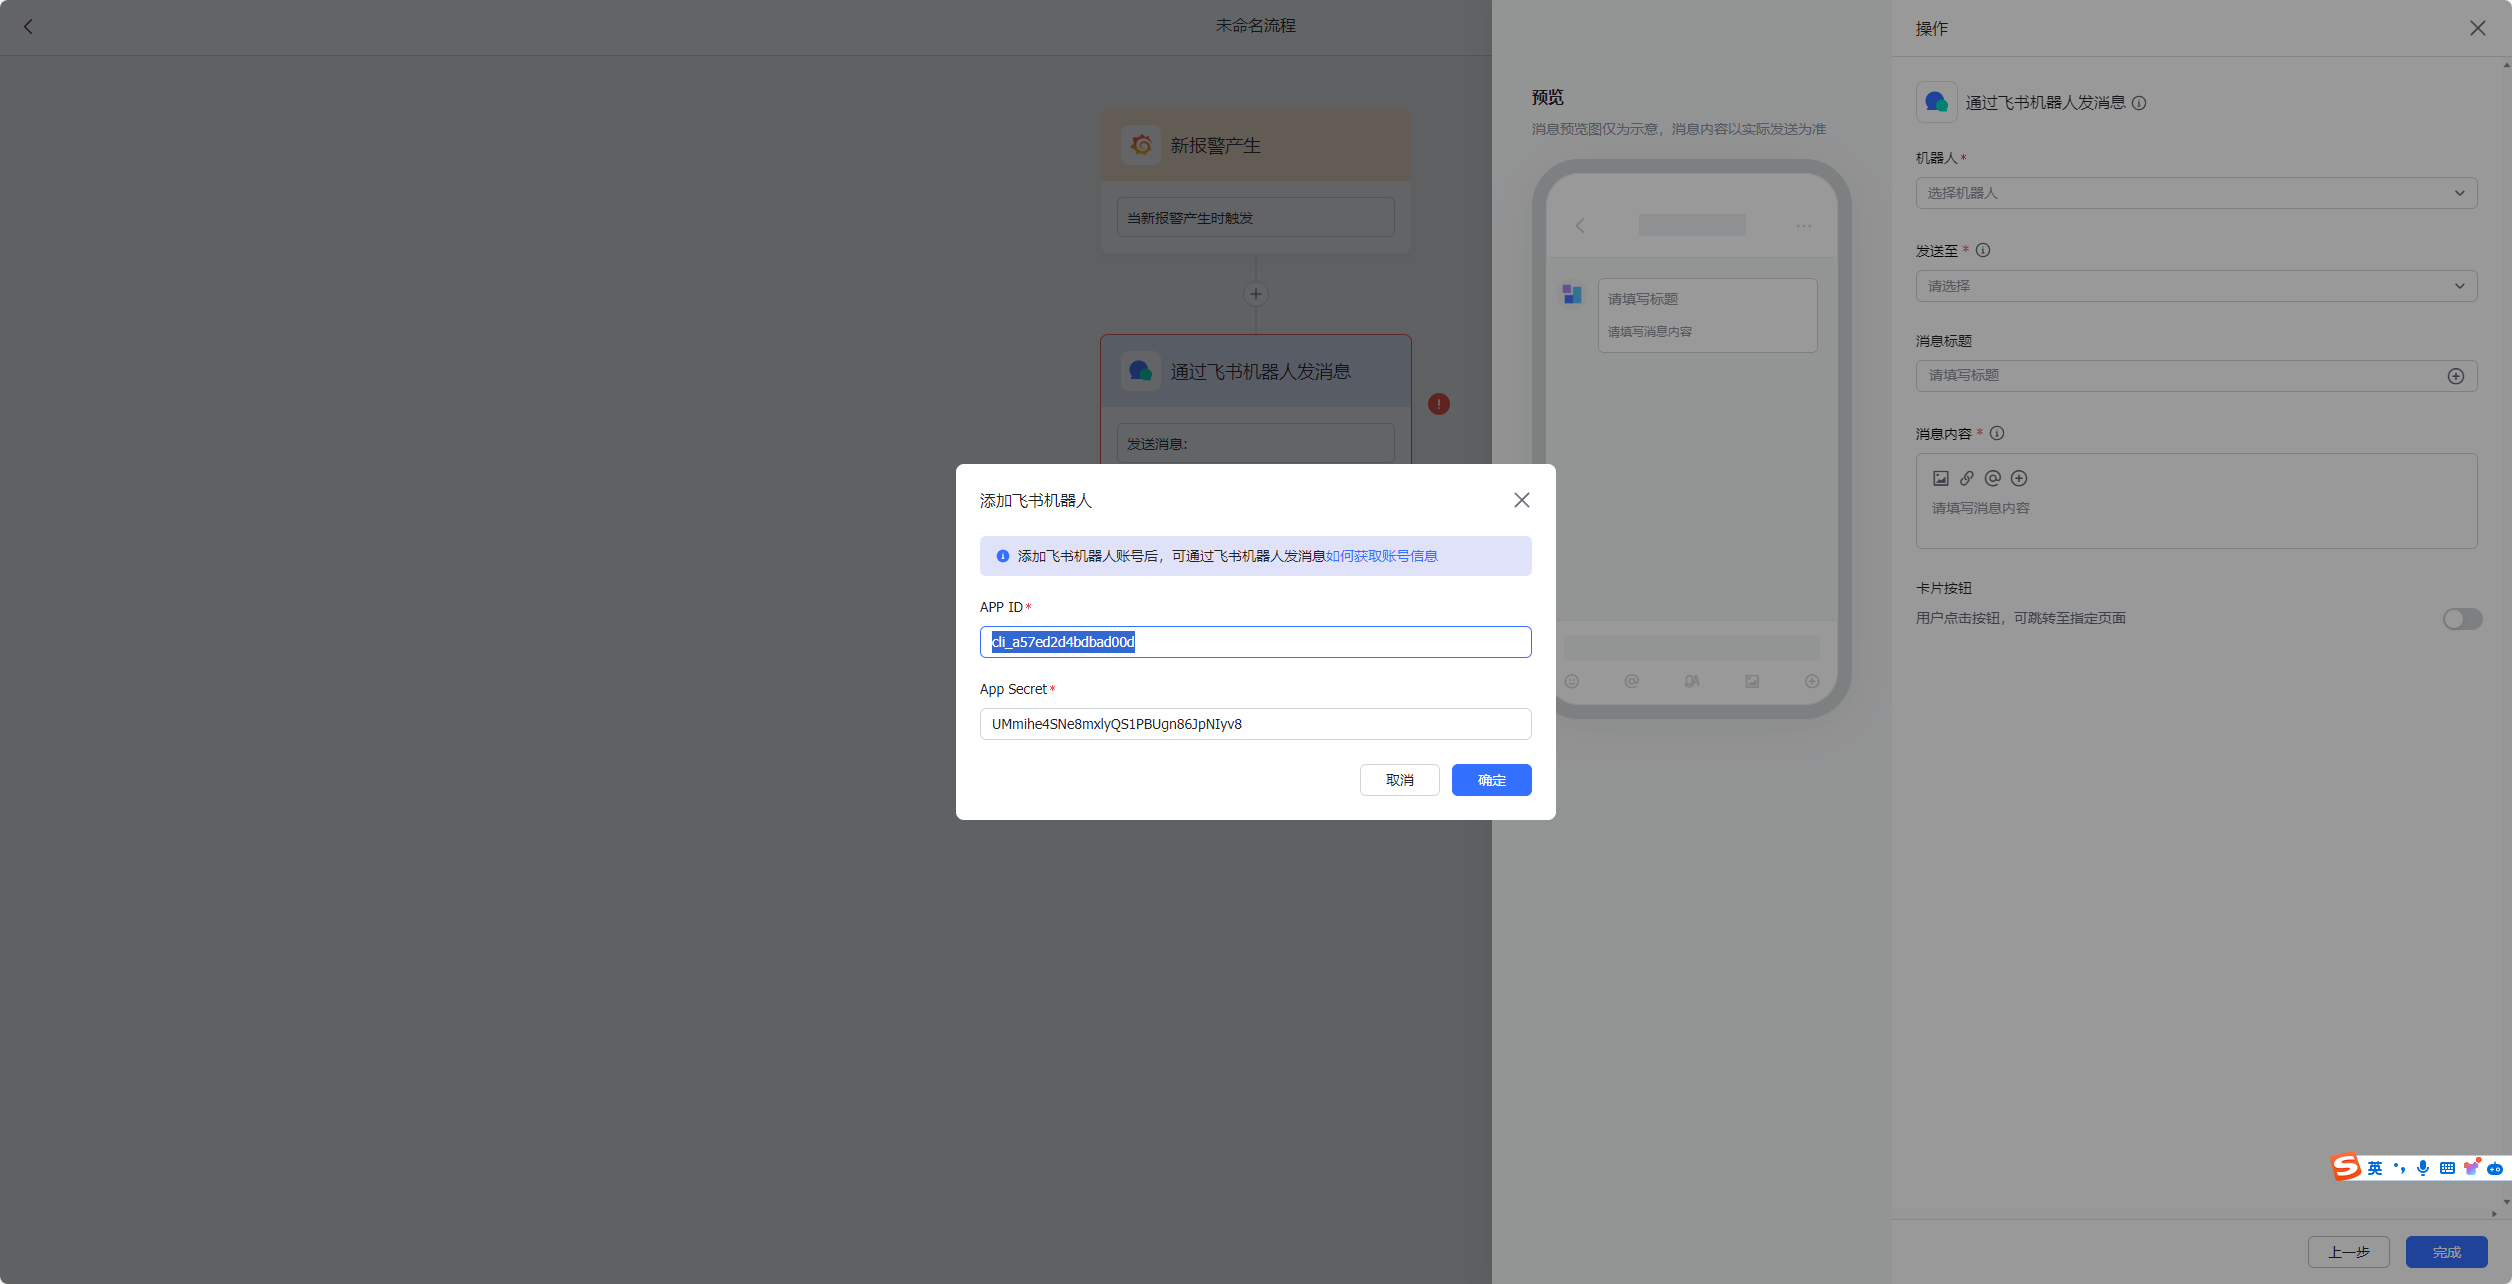 未命名流程
新报警产生
当新报警产生时触发
通过飞书机器人发消息
发送消息:
预览
消息预览图仅为示意，消息内容以实际发送为准
请填写标题
请填写消息内容
添加飞书机器人
添加飞书机器人账号后，可通过飞书机器人发消息如何获取账号信息
APP ID*
cli_a57ed2d4bdbad00d
App Secret*
UMmihe4SNe8mxlyQS1PBUgn86JpNIyv8
取消
确定
操作
通过飞书机器人发消息
机器人*
选择机器人
发送至 *
请选择
消息标题
请填写标题
消息内容 *
请填写消息内容
卡片按钮
用户点击按钮，可跳转至指定页面
英
上一步
完成